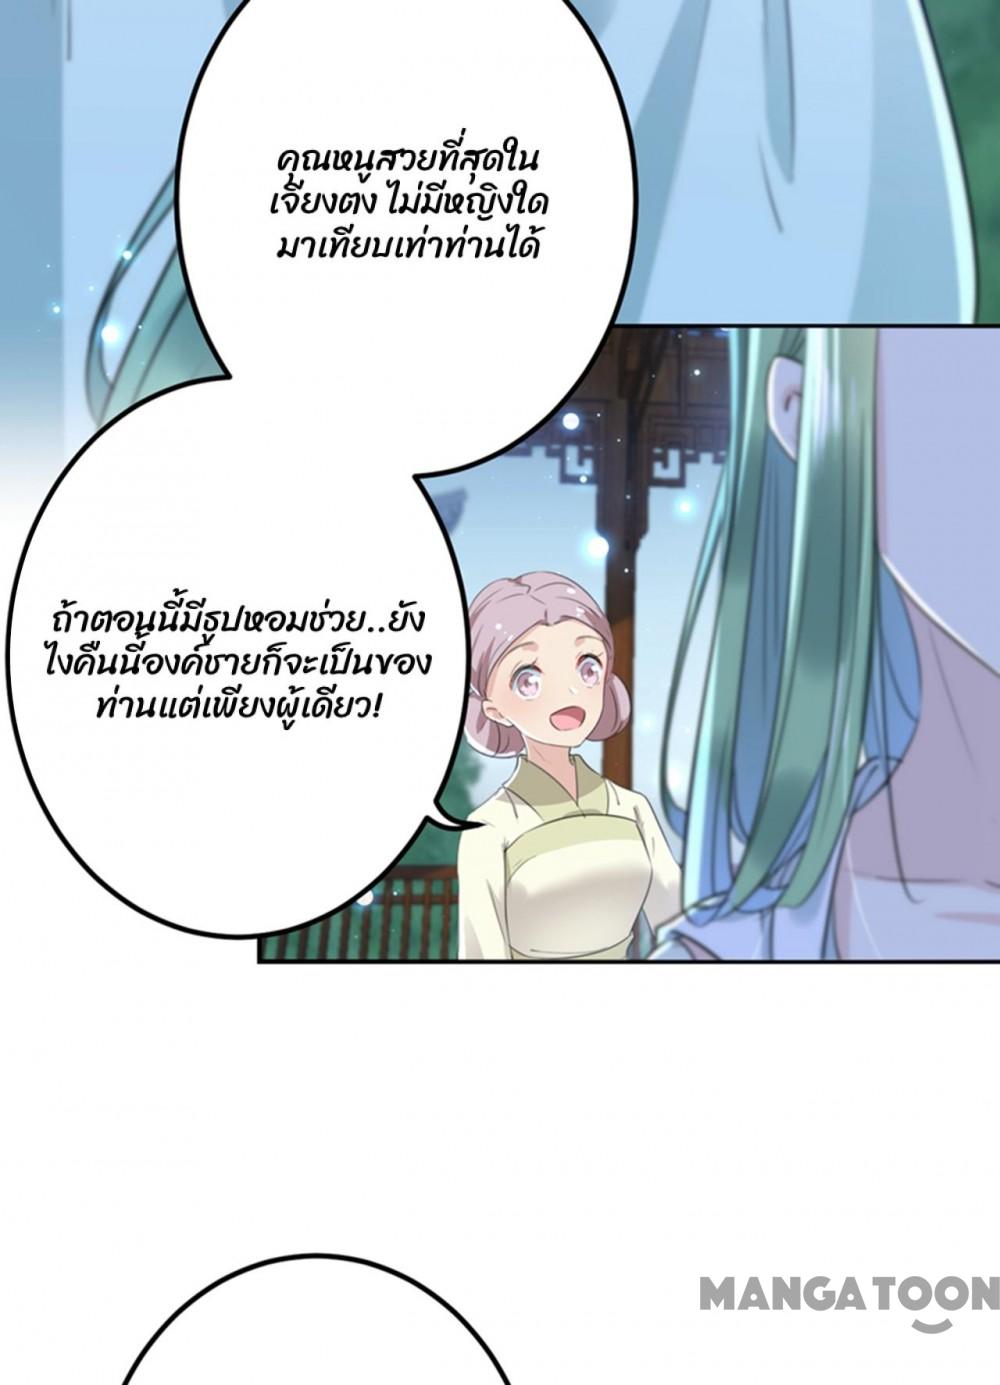 คุณหนูสวยที่สุดใน
เจียงตง ไม่มีหญิงใด
มาเทียบเท่าท่านได้
ถ้าตอนนี้มีธูปหอมช่วย..ยัง
ไงคืนนี้องค์ชายก็จะเป็นของ
ท่านแต่เพียงผู้เดียว!
MANGATOON